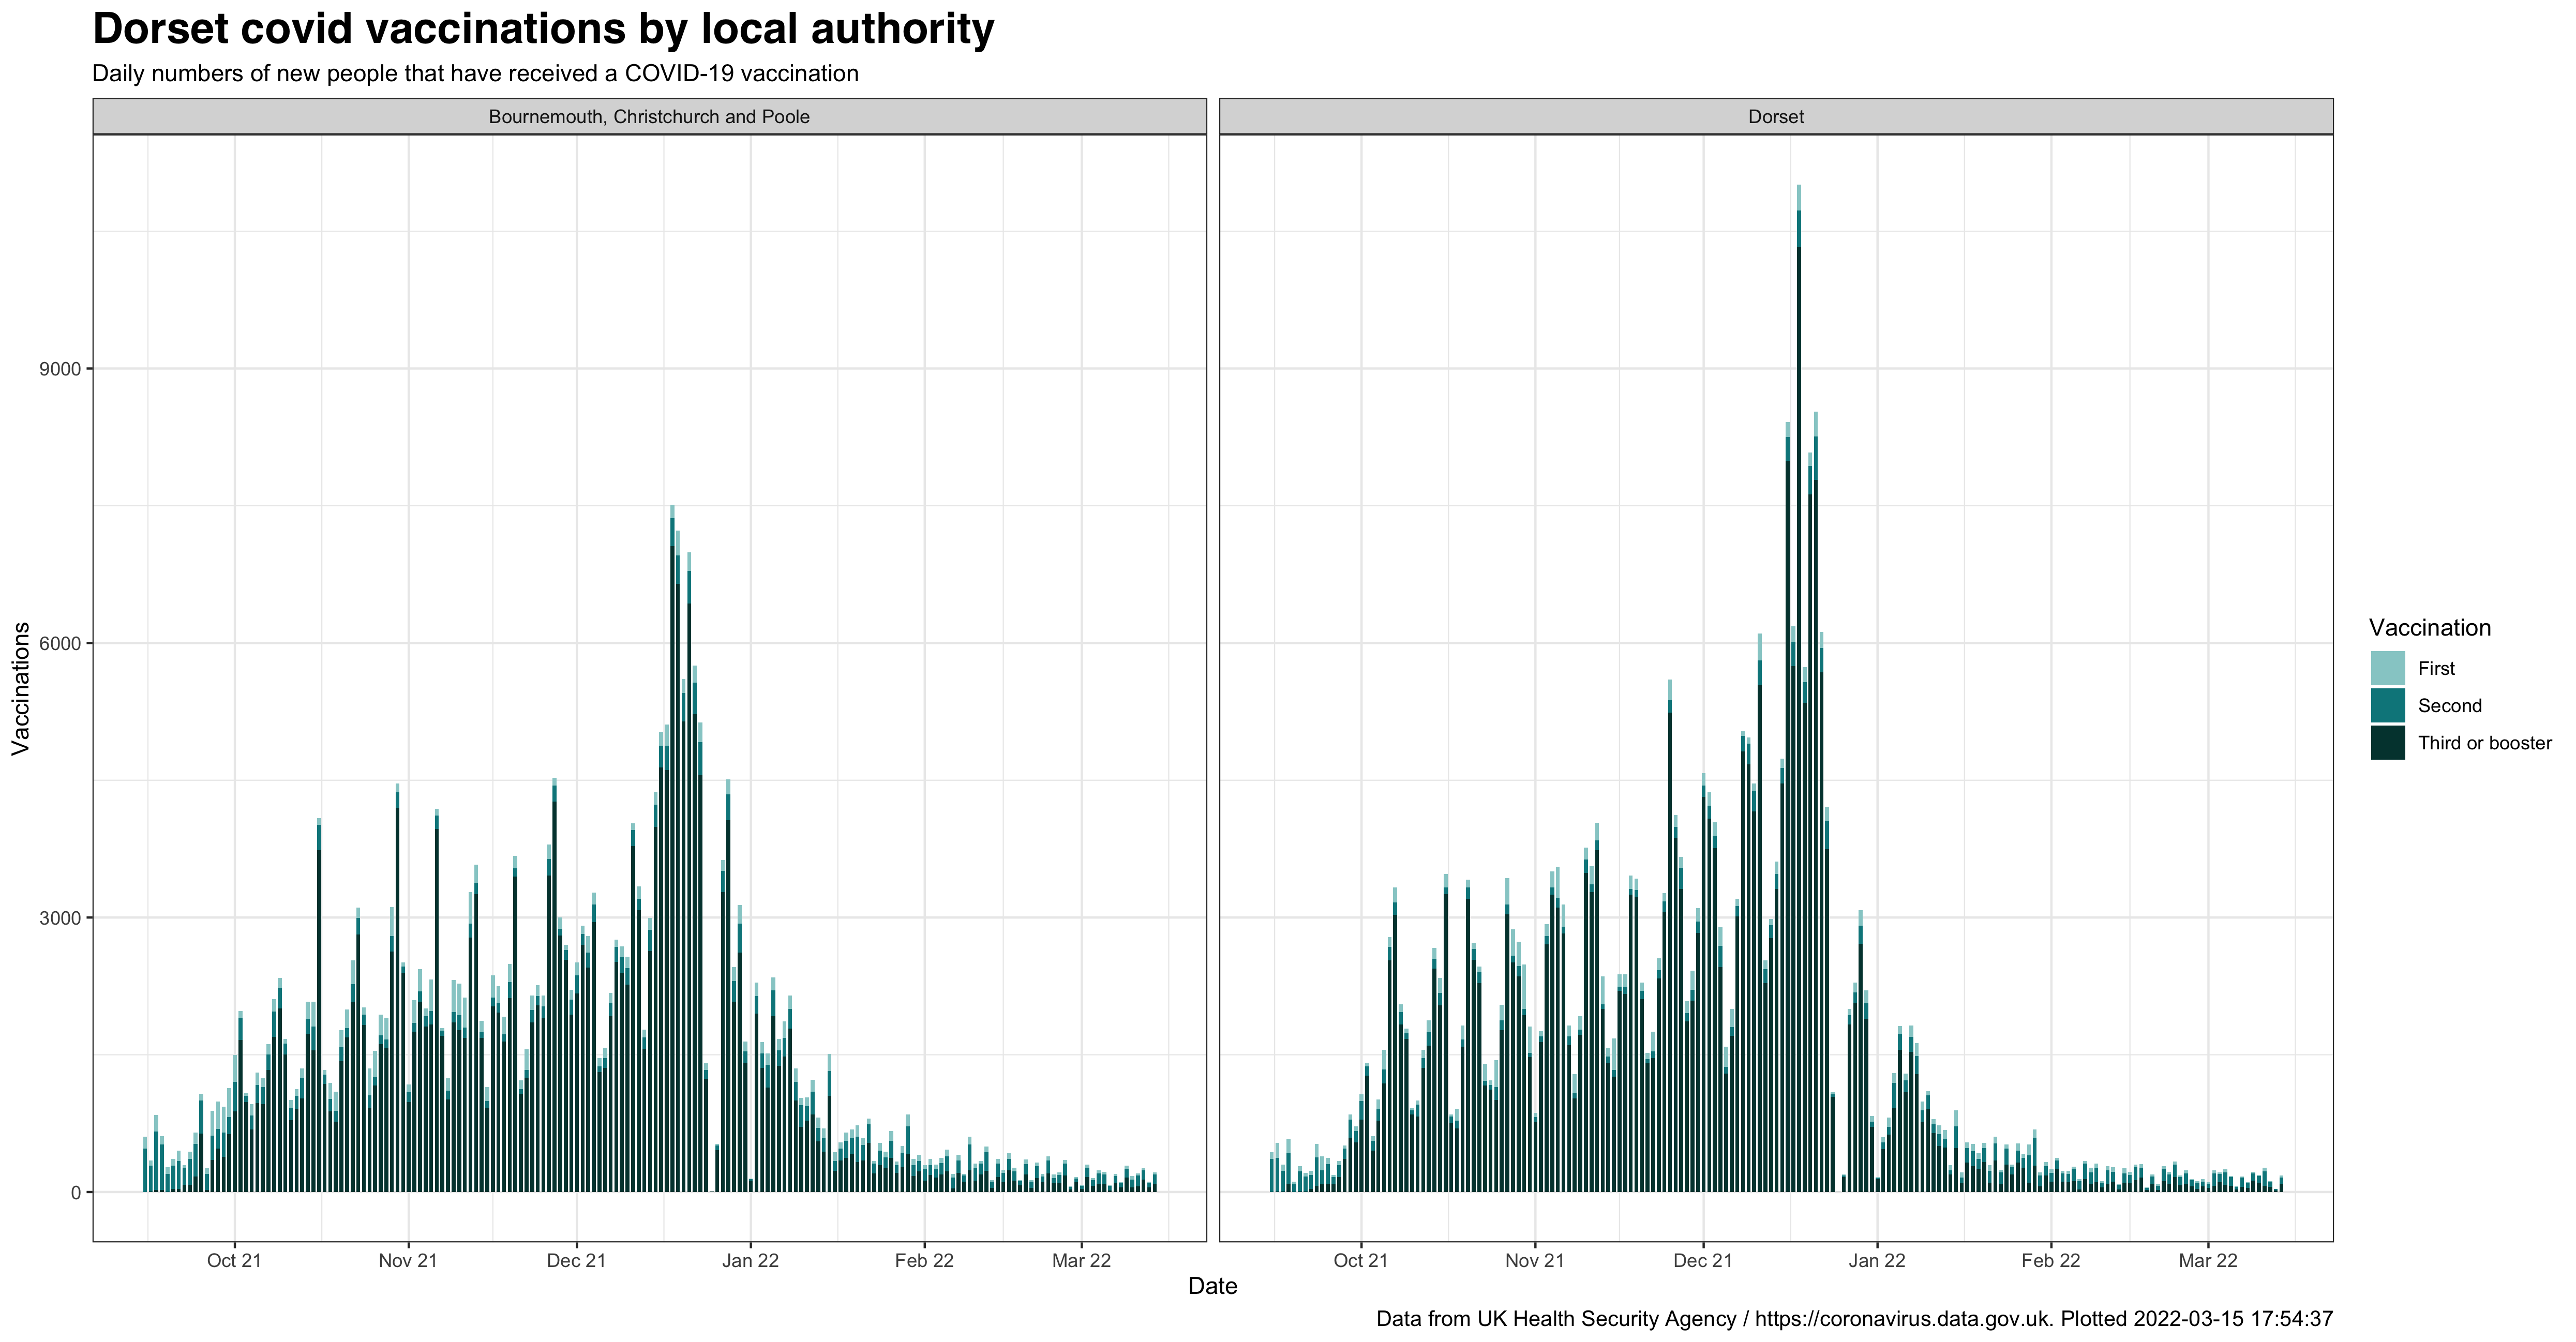 Dorset covid vaccinations by local authority
Daily numbers of new people that have received a COVID-19 vaccination
Bournemouth, Christchurch and Poole
Dorset
Vaccinations
9000
6000
3000
0
Oct 21
Nov 21
Dec 21
Jan 22
Feb 22
Mar 22
Oct 21
Nov 21
Dec 21
Jan 22
Feb 22
Mar 22
Date
Vaccination
First
Second
Third or booster
Data from UK Health Security Agency / https://coronavirus.data.gov.uk. Plotted 2022-03-15 17:54:37